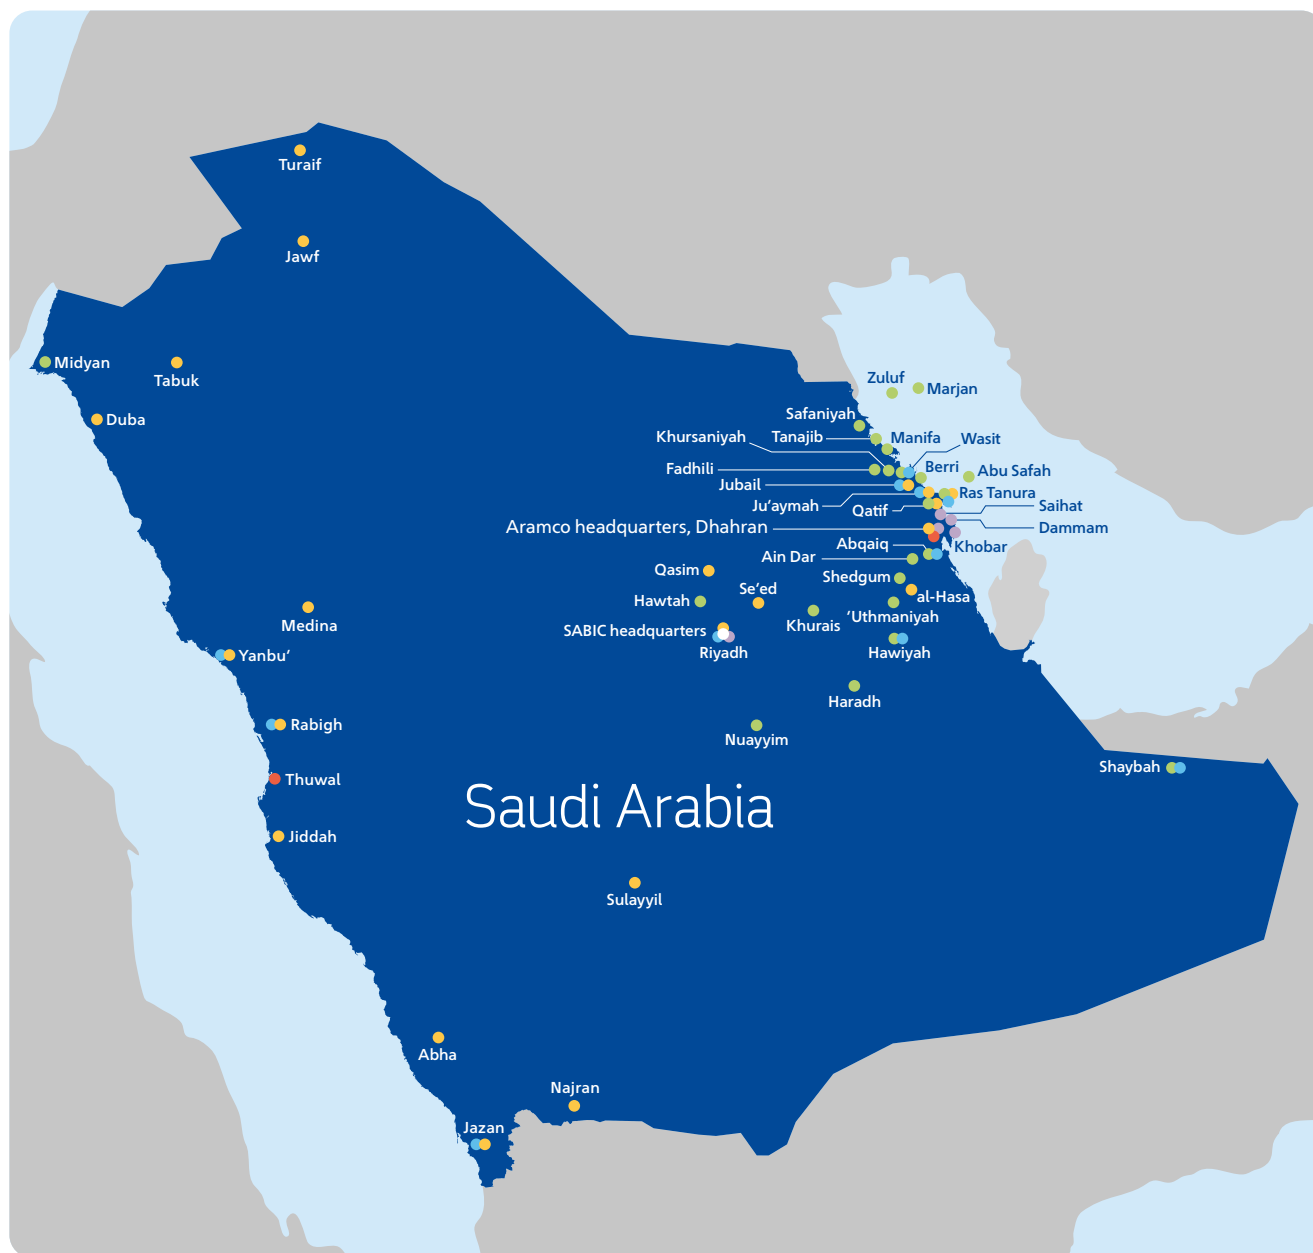 Turaif
Jawf
Midyan
Tabuk
Duba
Zuluf
Marjan
Safaniyah
Khursaniyah
Tanajib
Manifa
Wasit
Fadhili
Berri
Abu Safah
Jubail
Ras Tanura
Ju’aymah
Qatif
Saihat
Aramco headquarters, Dhahran
Dammam
Abqaiq
Khobar
Ain Dar
Qasim
Shedgum
Se’ed
al-Hasa
Hawtah
‘Uthmaniyah
Khurais
Medina
SABIC headquarters
Riyadh
Hawiyah
Yanbu’
Haradh
Rabigh
Nuayyim
Shaybah
Thuwal
Saudi Arabia
Jiddah
Sulayyil
Abha
Najran
Jazan